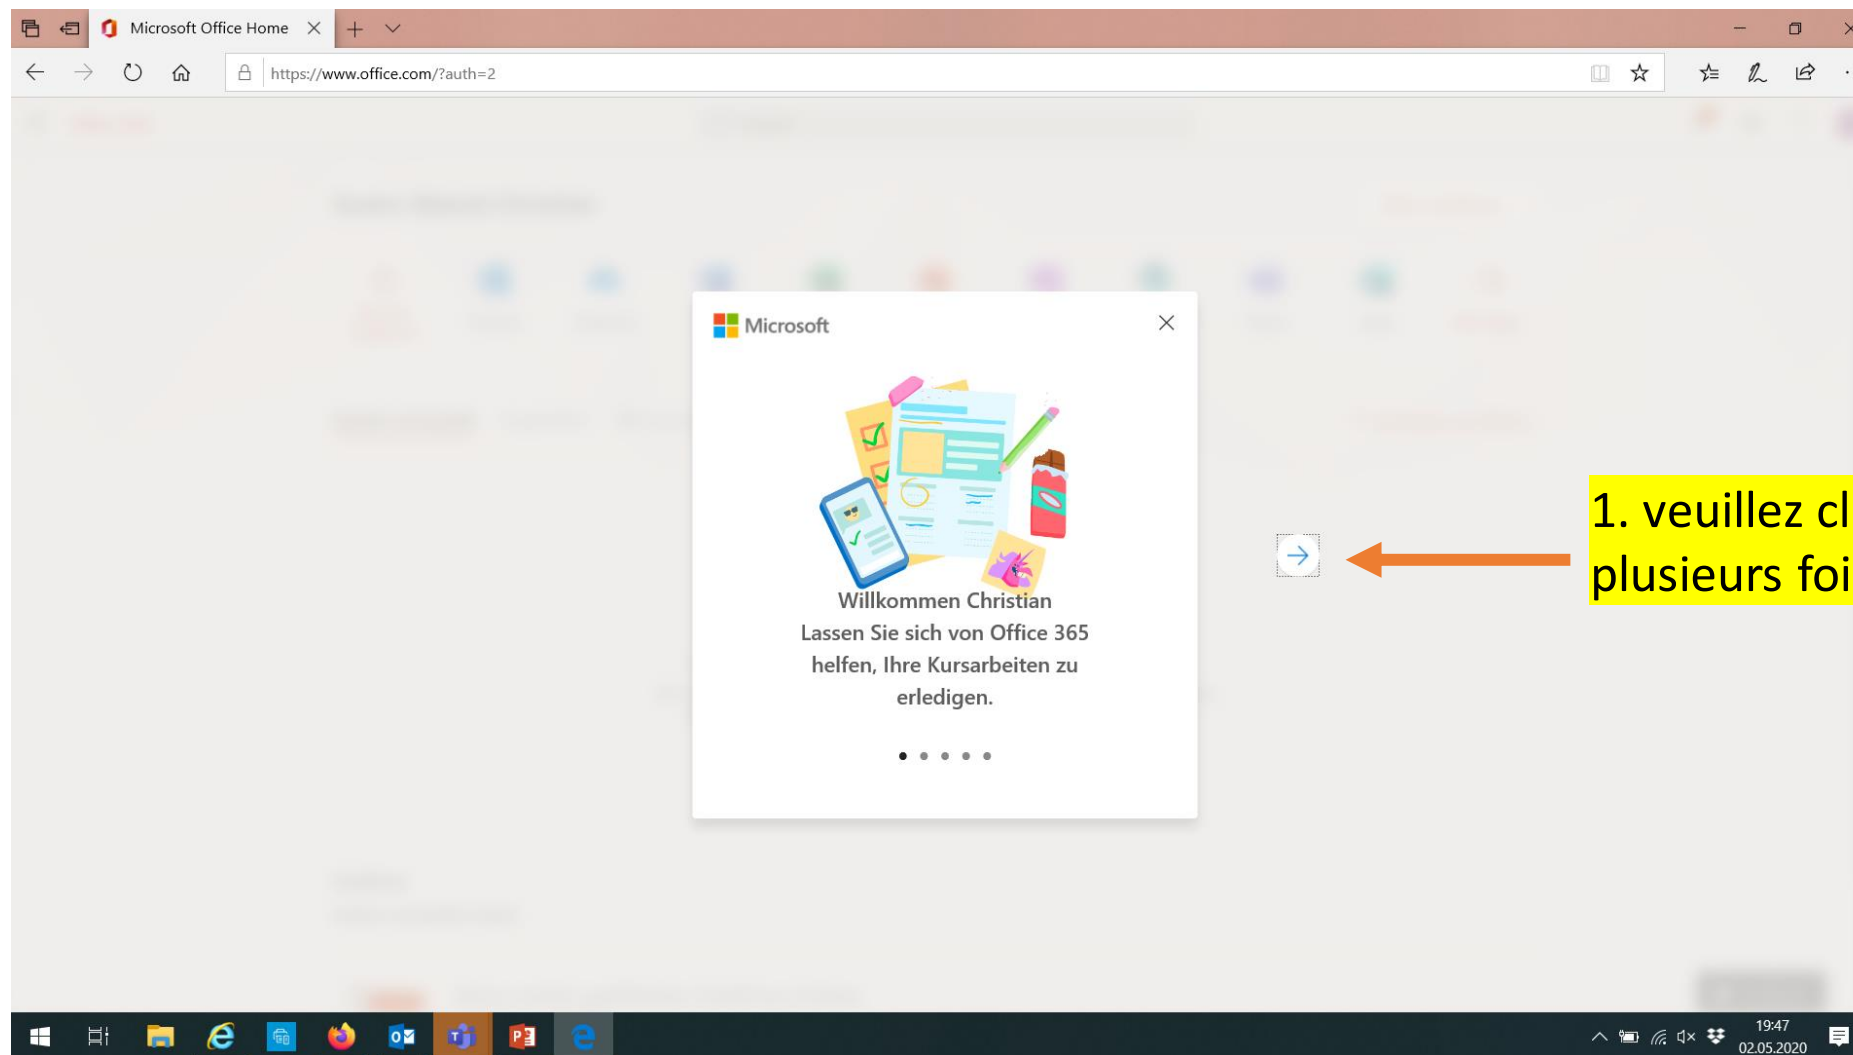 Microsoft Office Home
https://www.office.com/?auth=2
Microsoft
Willkommen Christian
Lassen Sie sich von Office 365
helfen, Ihre Kursarbeiten zu
erledigen.
1. veuillez cl
plusieurs foi
19:47
02.05.2020